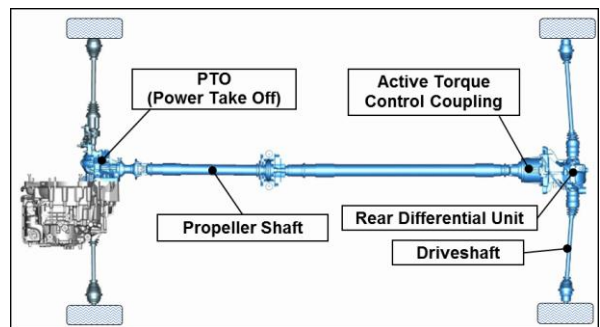 PTO
(Power Take Off)
Active Torque
Control Coupling
Propeller Shaft
Rear Differential Unit
Driveshaft